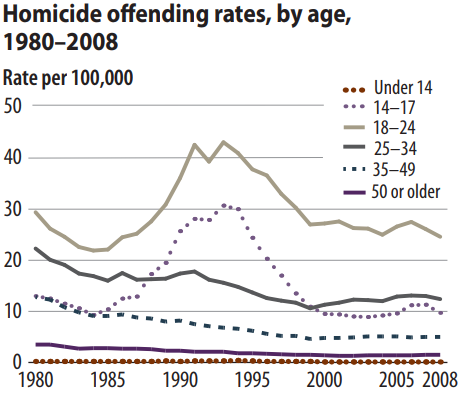 Homicide offending rates, by age,
1980–2008
Rate per 100,000
50
40
30
20
10
0
Under 14
14–17
18–24
25–34
35–49
50 or older
1980 1985 1990 1995 2000 2005 2008